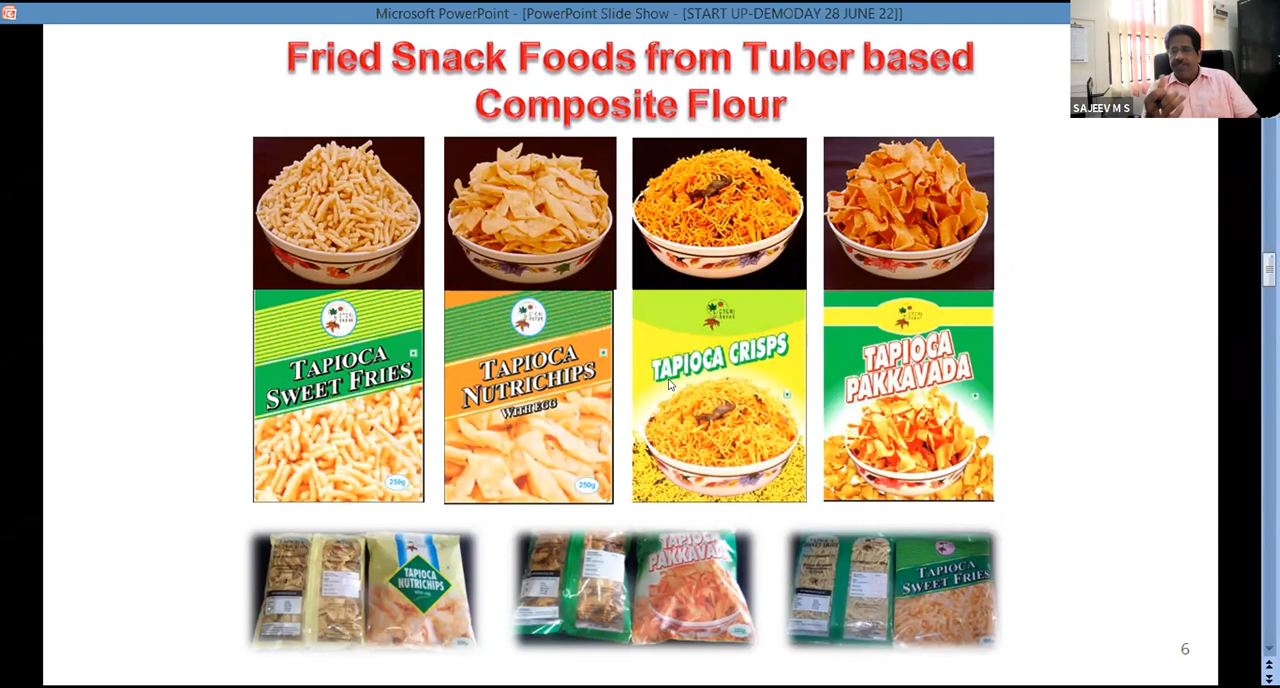 Microsoft PowerPoint - [PowerPoint Slide Show - [START UP-DEMODAY 28 JUNE 22]]
SAJEEV M S
Fried Snack Foods from Tuber based
Composite Flour
TAPIOCA
SWEET FRIES
250g
TAPIOCA
NUTRICHIPS
WITH EGG
250g
TAPIOCA CRISPS
TAPIOCA
PAKKAVADA
TAPIOCA
NUTRICHIPS
TAPIOCA
PAKKAVADA
TAPIOCA
SWEET FRIES
6